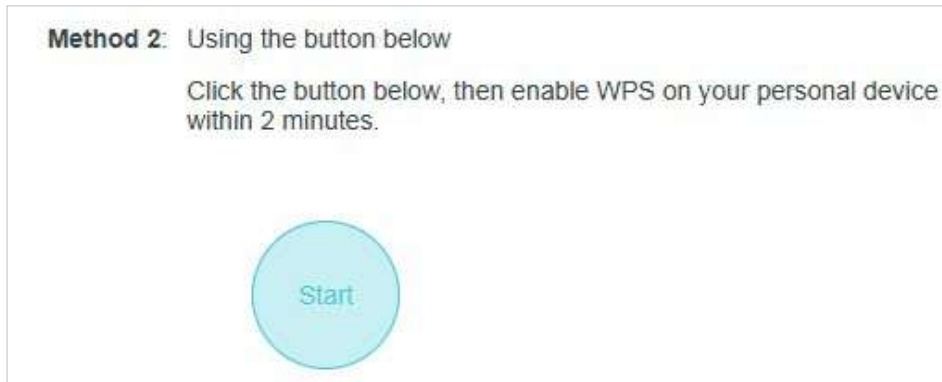 Method 2: Using the button below
Click the button below, then enable WPS on your personal device
within 2 minutes.
Start